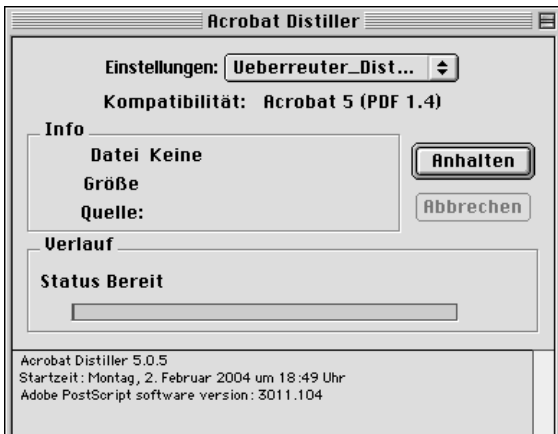 Acrobat Distiller
Einstellungen: Ueberreuter_Dist...
Kompatibilität: Acrobat 5 (PDF 1.4)
Info
Datei Keine
Größe
Quelle:
Anhalten
Abbrechen
Verlauf
Status Bereit
Acrobat Distiller 5.0.5
Startzeit: Montag, 2. Februar 2004 um 18:49 Uhr
Adobe PostScript software version: 3011.104